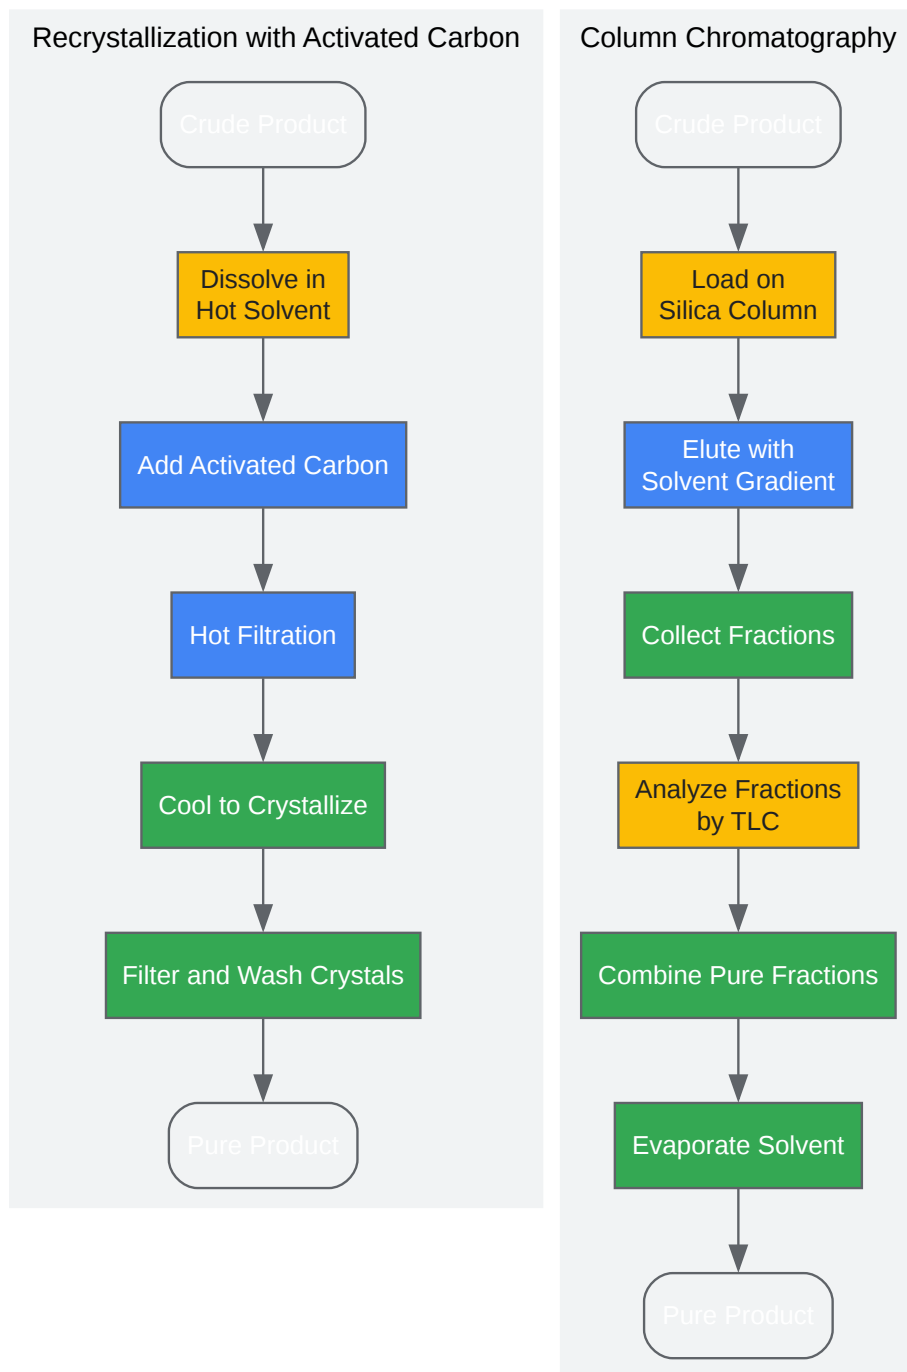 Recrystallization with Activated Carbon
Crude Product
Dissolve in
Hot Solvent
Add Activated Carbon
Hot Filtration
Cool to Crystallize
Filter and Wash Crystals
Pure Product
Column Chromatography
Crude Product
Load on
Silica Column
Elute with
Solvent Gradient
Collect Fractions
Analyze Fractions
by TLC
Combine Pure Fractions
Evaporate Solvent
Pure Product